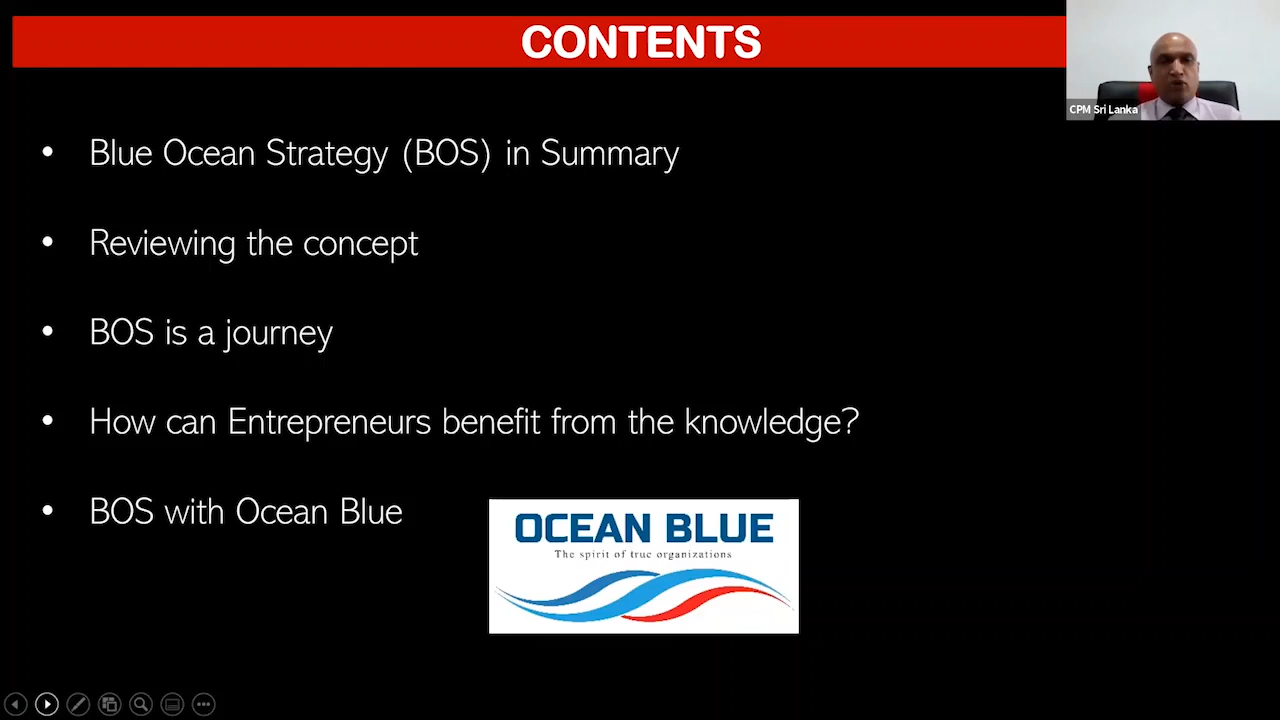 CONTENTS
CPM Sri Lanka
• Blue Ocean Strategy (BOS) in Summary
• Reviewing the concept
• BOS is a journey
• How can Entrepreneurs benefit from the knowledge?
• BOS with Ocean Blue
OCEAN BLUE
The spirit of true organizations